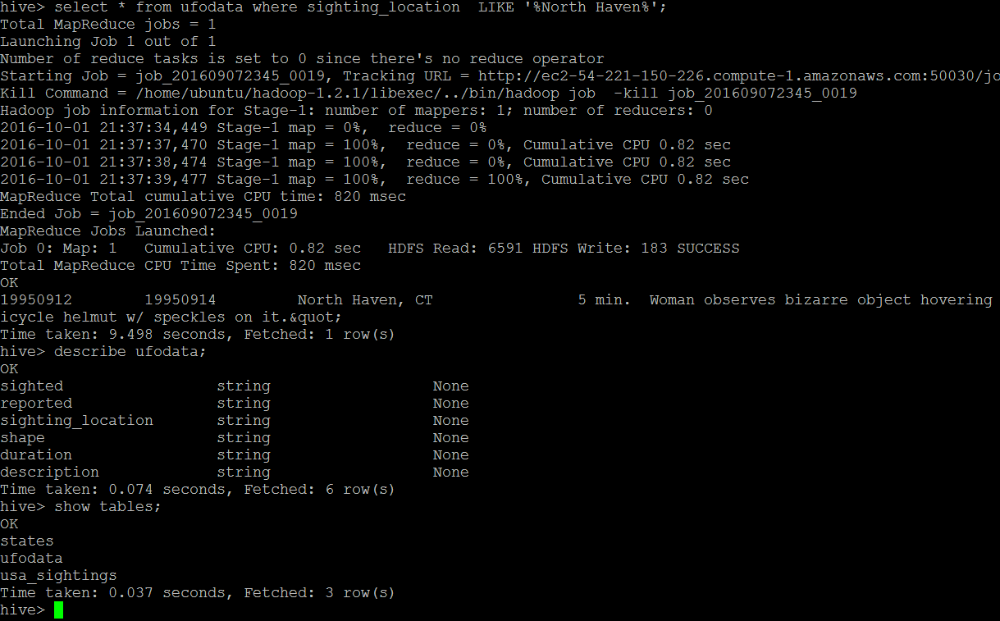 hive> select * from ufodata where sighting_location  LIKE '%North Haven%';
Total MapReduce jobs = 1
Launching Job 1 out of 1
Number of reduce tasks is set to 0 since there's no reduce operator
Starting Job = job_201609072345_0019, Tracking URL = http://ec2-54-221-150-226.compute-1.amazonaws.com:50030/jo
Kill Command = /home/ubuntu/hadoop-1.2.1/libexec/../bin/hadoop job  -kill job_201609072345_0019
Hadoop job information for Stage-1: number of mappers: 1; number of reducers: 0
2016-10-01 21:37:34,449 Stage-1 map = 0%,  reduce = 0%
2016-10-01 21:37:37,470 Stage-1 map = 100%,  reduce = 0%, Cumulative CPU 0.82 sec
2016-10-01 21:37:38,474 Stage-1 map = 100%,  reduce = 0%, Cumulative CPU 0.82 sec
2016-10-01 21:37:39,477 Stage-1 map = 100%,  reduce = 100%, Cumulative CPU 0.82 sec
MapReduce Total cumulative CPU time: 820 msec
Ended Job = job_201609072345_0019
MapReduce Jobs Launched:
Job 0: Map: 1   Cumulative CPU: 0.82 sec   HDFS Read: 6591 HDFS Write: 183 SUCCESS
Total MapReduce CPU Time Spent: 820 msec
OK
19950912        19950914         North Haven, CT                5 min.  Woman observes bizarre object hovering
icycle helmut w/ speckles on it.&quot;
Time taken: 9.498 seconds, Fetched: 1 row(s)
hive> describe ufodata;
OK
sighted                 string                  None
reported                string                  None
sighting_location       string                  None
shape                   string                  None
duration                string                  None
description             string                  None
Time taken: 0.074 seconds, Fetched: 6 row(s)
hive> show tables;
OK
states
ufodata
usa_sightings
Time taken: 0.037 seconds, Fetched: 3 row(s)
hive>